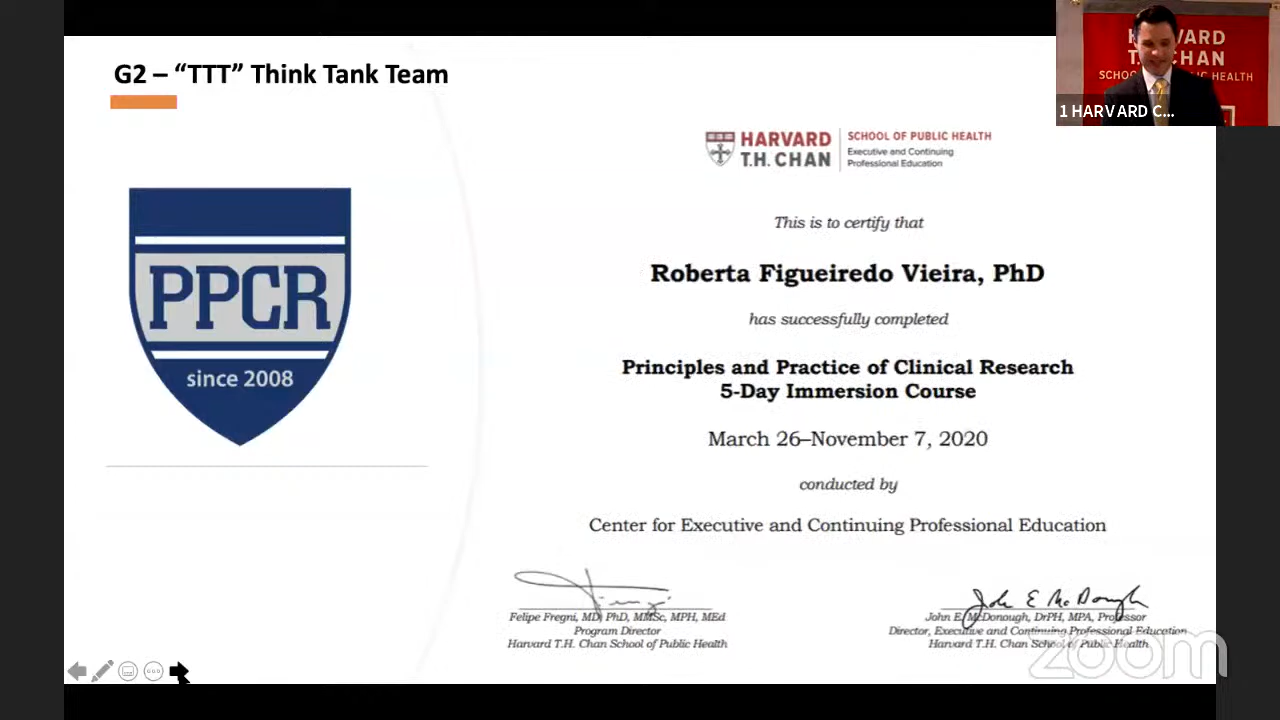 G2 – “TTT” Think Tank Team
HARVARD
T.H. CHAN
SCHOOL OF PUBLIC HEALTH
Executive and Continuing
Professional Education
PPCR
since 2008
This is to certify that
Roberta Figueiredo Vieira, PhD
has successfully completed
Principles and Practice of Clinical Research
5-Day Immersion Course
March 26–November 7, 2020
conducted by
Center for Executive and Continuing Professional Education
Felipe Fregni, MD, PhD, MMSc, MPH, MEd
Program Director
Harvard T.H. Chan School of Public Health
John E McDonough
John E. McDonough, DrPH, MPA, Professor
Director, Executive and Continuing Professional Education
Harvard T.H. Chan School of Public Health
CHAN
HEALTH
1 HARVARD C...
zoom